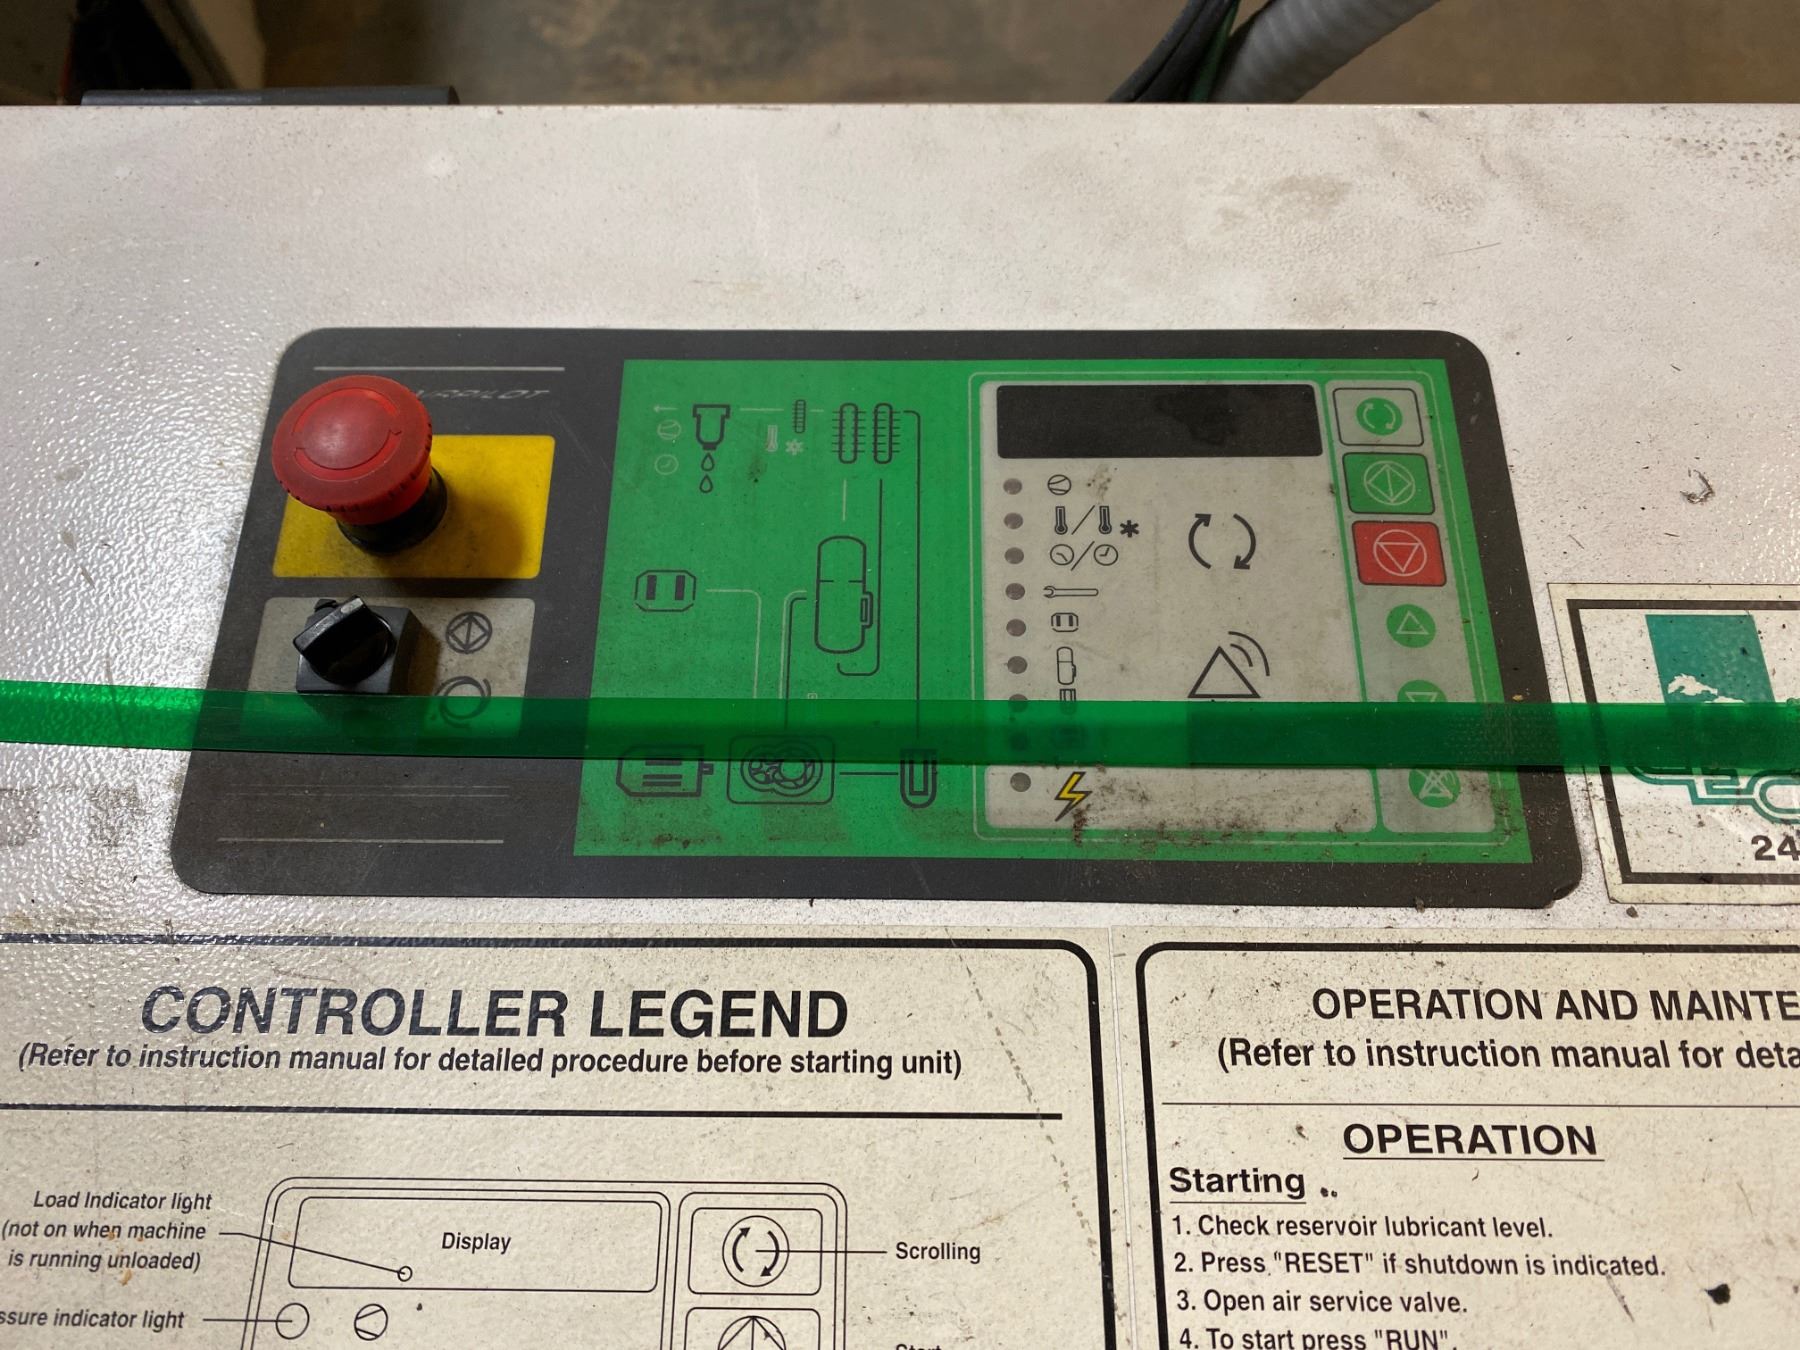 CONTROLLER LEGEND
(Refer to instruction manual for detailed procedure before starting unit)
Load Indicator light
(not on when machine
is running unloaded)
ssure indicator light
Display
Scrolling
24
OPERATION AND MAINTE
(Refer to instruction manual for deta
OPERATION
Starting
1. Check reservoir lubricant level.
2. Press "RESET" if shutdown is indicated.
3. Open air service valve.
4. To start press "RUN".